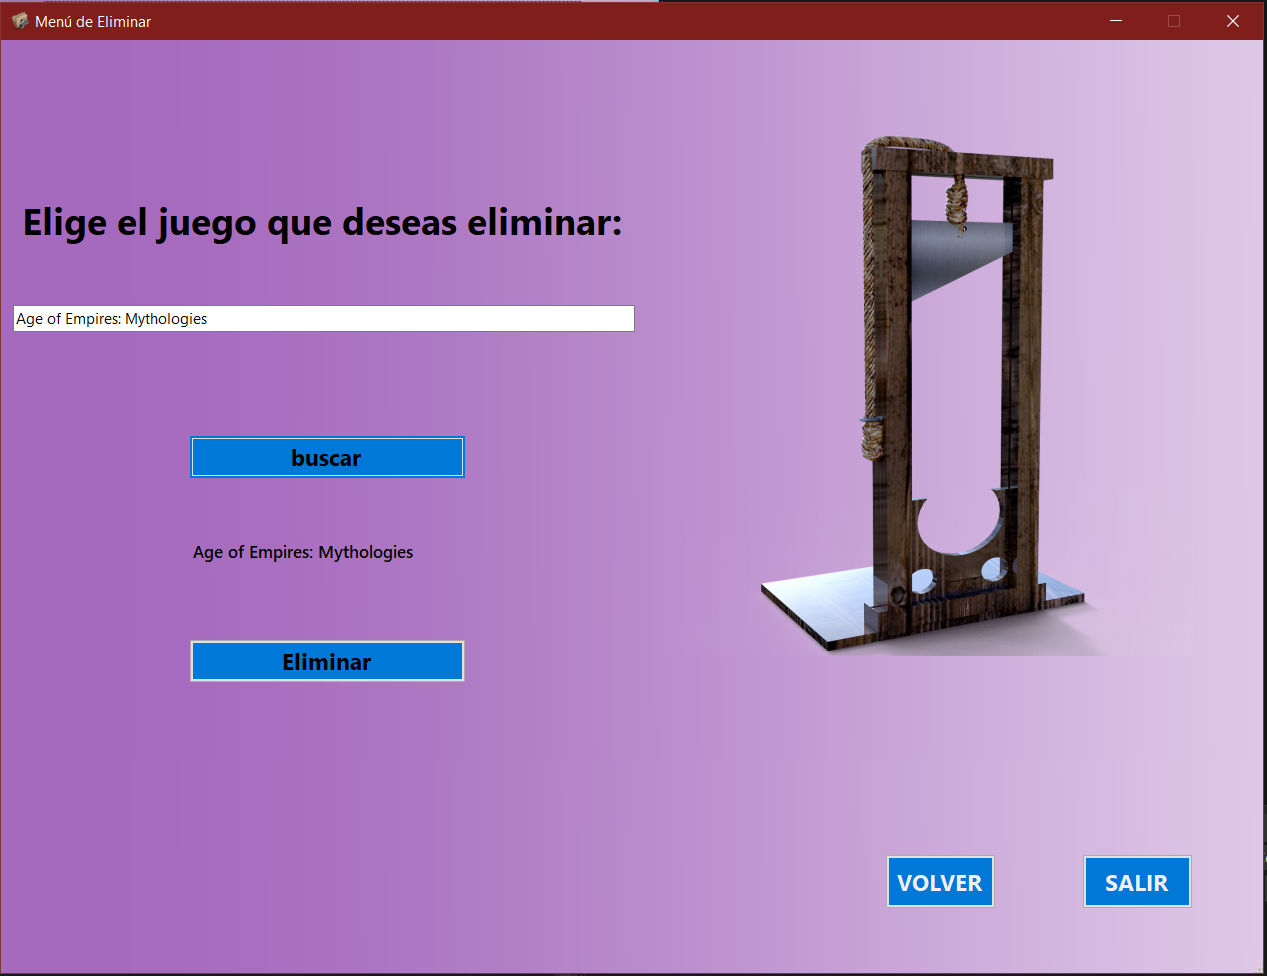 Menú de Eliminar
Elige el juego que deseas eliminar:
Age of Empires: Mythologies
buscar
Age of Empires: Mythologies
Eliminar
VOLVER
SALIR